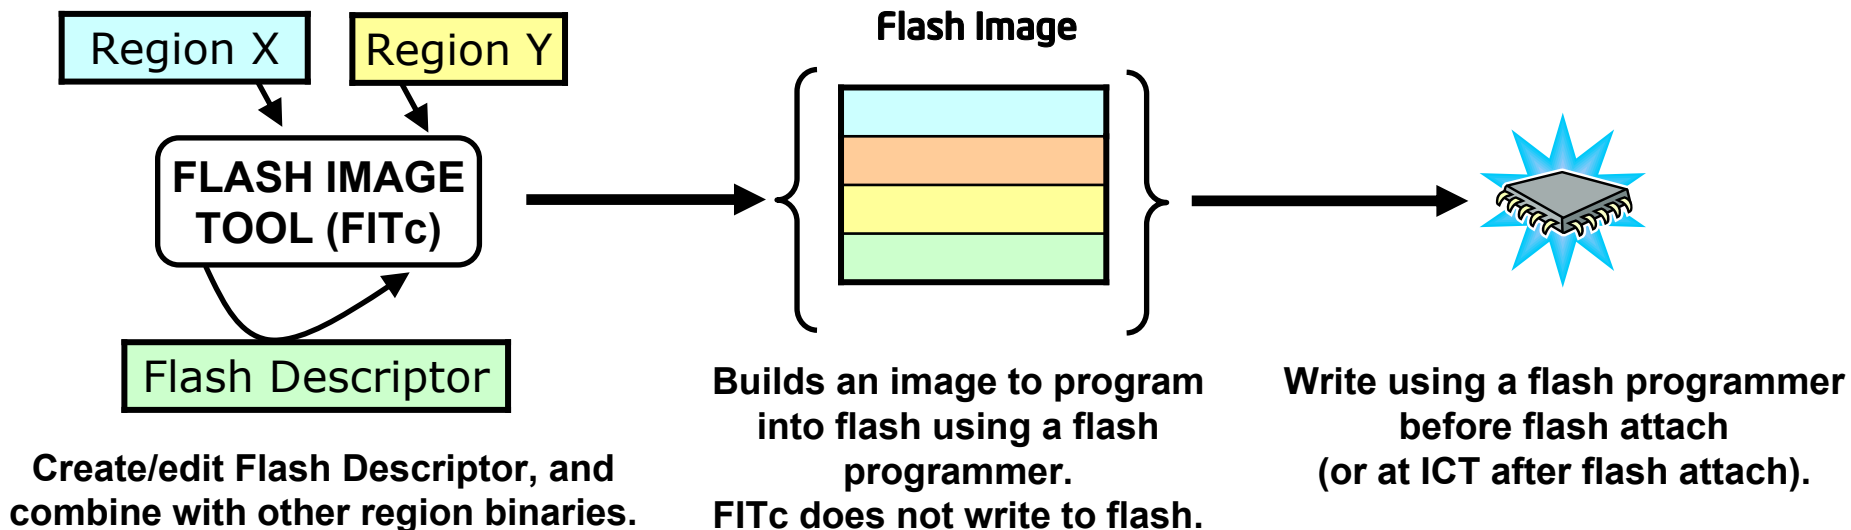 Region X
Region Y
FLASH IMAGE
TOOL (FITc)
Flash Descriptor
Create/edit Flash Descriptor, and
combine with other region binaries.
Flash Image
Builds an image to program
into flash using a flash
programmer.
FITc does not write to flash.
Write using a flash programmer
before flash attach
(or at ICT after flash attach).